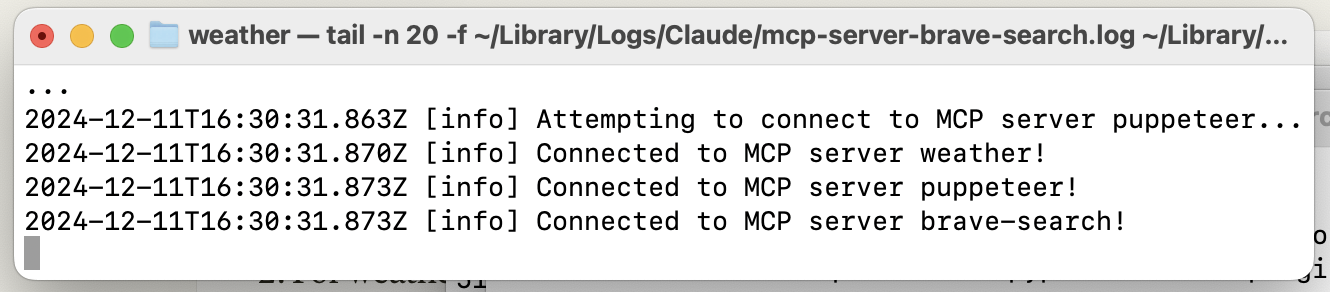 weather — tail -n 20 -f ~/Library/Logs/Claude/mcp-server-brave-search.log ~/Library/...
...
2024-12-11T16:30:31.863Z [info] Attempting to connect to MCP server puppeteer...
2024-12-11T16:30:31.870Z [info] Connected to MCP server weather!
2024-12-11T16:30:31.873Z [info] Connected to MCP server puppeteer!
2024-12-11T16:30:31.873Z [info] Connected to MCP server brave-search!